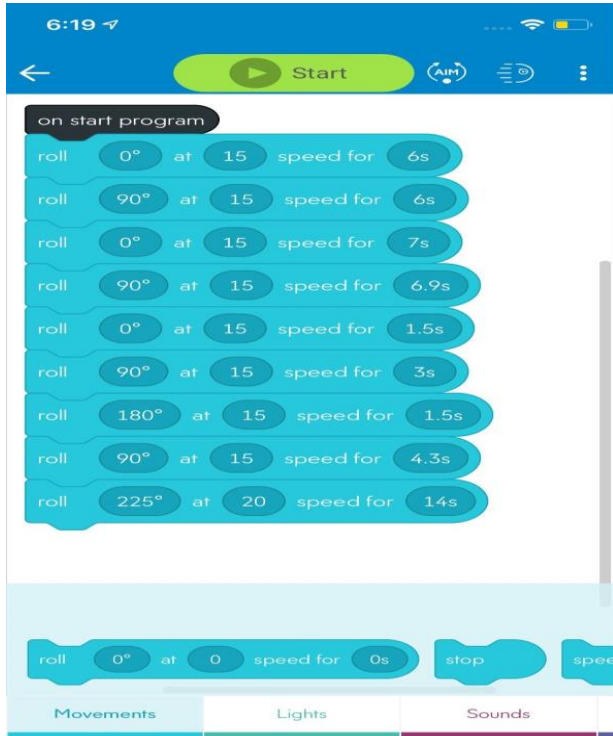 6:19
Start AIM
on start program
roll 0° at 15 speed for 6s
roll 90° at 15 speed for 6s
roll 0° at 15 speed for 7s
roll 90° at 15 speed for 6.9s
roll 0° at 15 speed for 1.5s
roll 90° at 15 speed for 3s
roll 180° at 15 speed for 1.5s
roll 90° at 15 speed for 4.3s
roll 225° at 20 speed for 14s
roll 0° at 0 speed for 0s stop spee
Movements Lights Sounds